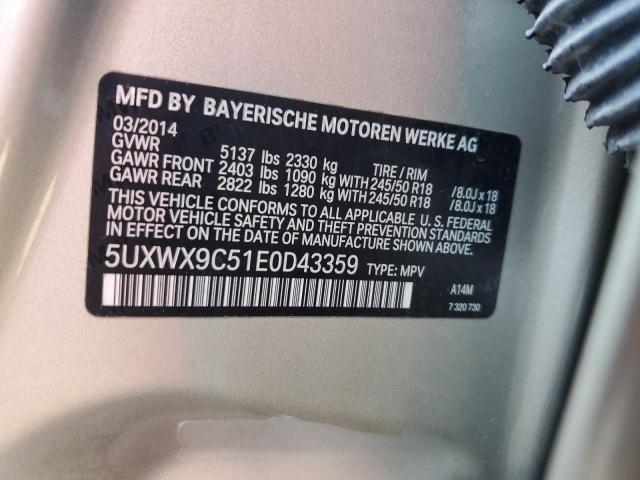 MFD BY BAYERISCHE MOTOREN WERKE AG
03/2014
GVWR 5137 lbs 2330 kg TIRE / RIM
GAWR FRONT 2403 lbs 1090 kg WITH 245/50 R18 /8.0J x 18
GAWR REAR 2822 lbs 1280 kg WITH 245/50 R18 /8.0J x 18
THIS VEHICLE CONFORMS TO ALL APPLICABLE U. S. FEDERAL
MOTOR VEHICLE SAFETY AND THEFT PREVENTION STANDARDS
IN EFFECT ON THE DATE OF MANUFACTURE SHOWN ABOVE.
5UXWX9C51E0D43359 TYPE: MPV
A14M
7 320 730